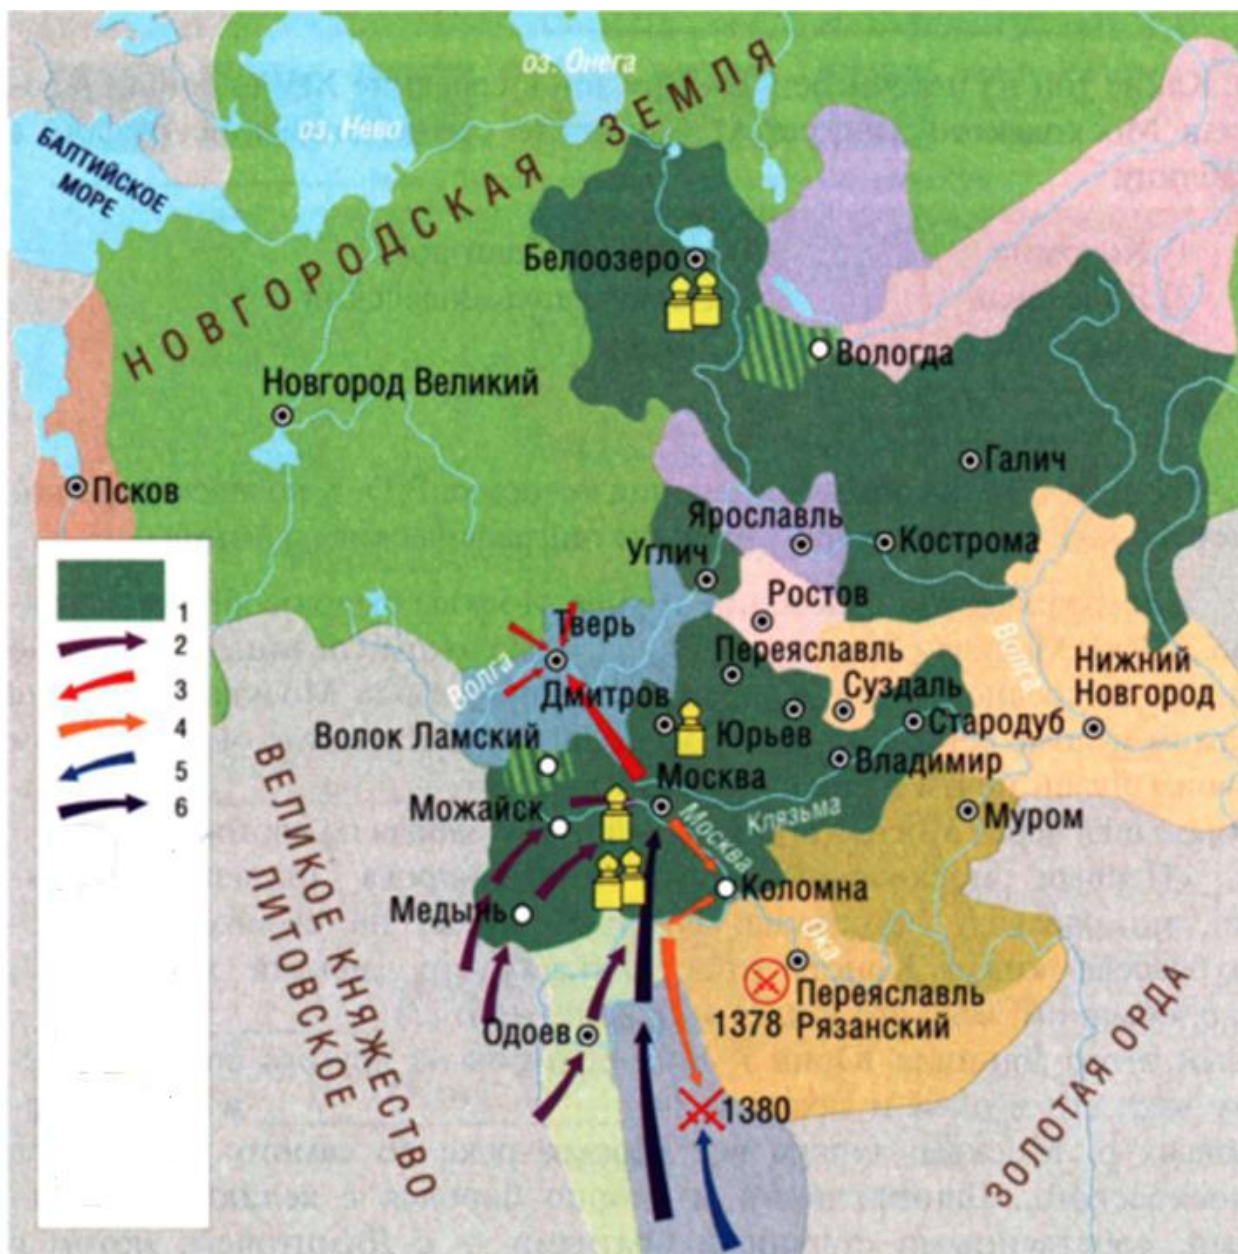 оз. Онега
оз. Нева
НОВГОРОДСКАЯ ЗЕМЛЯ
БАЛТИЙСКОЕ
МОРЕ
Белоозеро
Вологда
Новгород Великий
Галич
Псков
Ярославль
Кострома
Углич
Ростов
Тверь
Переяславль
Волга
Волга
Нижний
Новгород
Дмитров
Суздаль
Юрьев
Стародуб
Волок Ламский
Москва
Владимир
Можайск
Москва
Клязьма
Муром
Медынь
Коломна
Ока
Переяславль
Рязанский
1378
Одоев
1380
ВЕЛИКОЕ КНЯЖЕСТВО
ЛИТОВСКОЕ
ЗОЛОТАЯ ОРДА
1
2
3
4
5
6